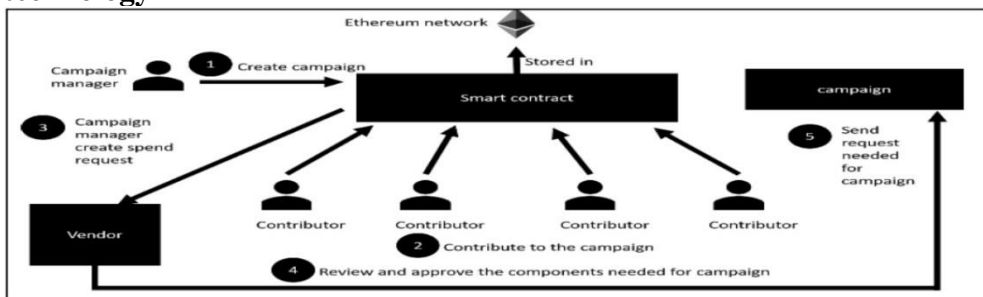 Ethereum network
1 Create campaign
Campaign
manager
Stored in
Smart contract
campaign
3 Campaign
manager
create spend
request
5 Send
request
needed
for
campaign
Vendor
Contributor Contributor Contributor Contributor
2 Contribute to the campaign
4 Review and approve the components needed for campaign